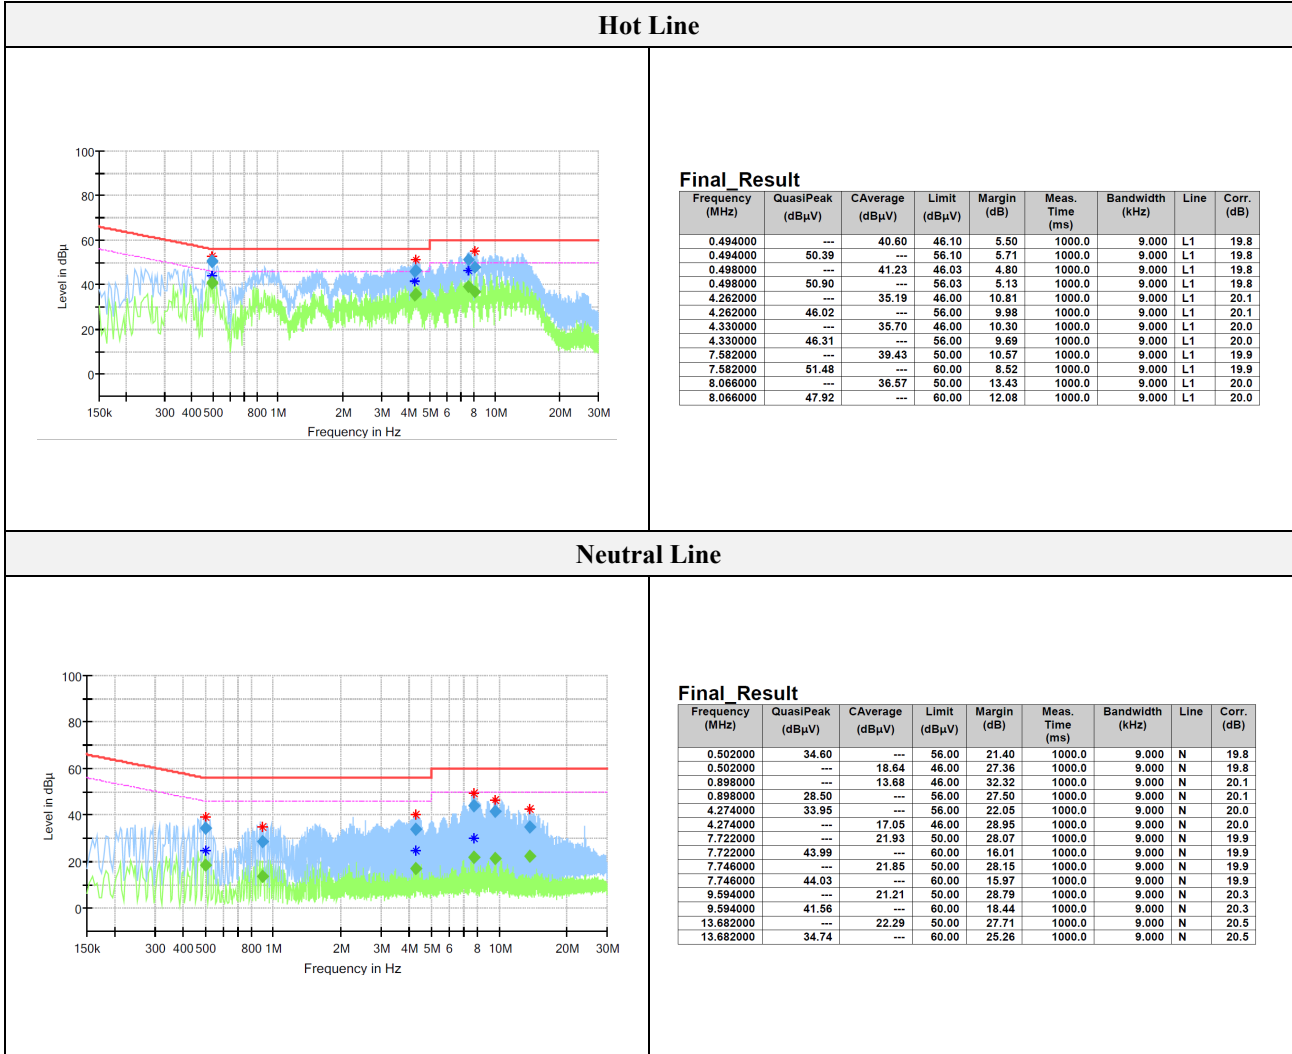 Hot Line
100
80
60
40
20
0
Level in dBµ
150k 300 400 500 800 1M 2M 3M 4M 5M 6 8 10M 20M 30M
Frequency in Hz
Final_Result
Frequency (MHz) QuasiPeak (dBµV) CAverage (dBµV) Limit (dBµV) Margin (dB) Meas. Time (ms) Bandwidth (kHz) Line Corr. (dB)
0.494000 --- 40.60 46.10 5.50 1000.0 9.000 L1 19.8
0.494000 50.39 --- 56.10 5.71 1000.0 9.000 L1 19.8
0.498000 --- 41.23 46.03 4.80 1000.0 9.000 L1 19.8
0.498000 50.90 --- 56.03 5.13 1000.0 9.000 L1 19.8
4.262000 --- 35.19 46.00 10.81 1000.0 9.000 L1 20.1
4.262000 46.02 --- 56.00 9.98 1000.0 9.000 L1 20.1
4.330000 --- 35.70 46.00 10.30 1000.0 9.000 L1 20.0
4.330000 46.31 --- 56.00 9.69 1000.0 9.000 L1 20.0
7.582000 --- 39.43 50.00 10.57 1000.0 9.000 L1 19.9
7.582000 51.48 --- 60.00 8.52 1000.0 9.000 L1 19.9
8.066000 --- 36.57 50.00 13.43 1000.0 9.000 L1 20.0
8.066000 47.92 --- 60.00 12.08 1000.0 9.000 L1 20.0
Neutral Line
100
80
60
40
20
0
Level in dBµ
150k 300 400 500 800 1M 2M 3M 4M 5M 6 8 10M 20M 30M
Frequency in Hz
Final_Result
Frequency (MHz) QuasiPeak (dBµV) CAverage (dBµV) Limit (dBµV) Margin (dB) Meas. Time (ms) Bandwidth (kHz) Line Corr. (dB)
0.502000 34.60 --- 56.00 21.40 1000.0 9.000 N 19.8
0.502000 --- 18.64 46.00 27.36 1000.0 9.000 N 19.8
0.898000 --- 13.68 46.00 32.32 1000.0 9.000 N 20.1
0.898000 28.50 --- 56.00 27.50 1000.0 9.000 N 20.1
4.274000 33.95 --- 56.00 22.05 1000.0 9.000 N 20.0
4.274000 --- 17.05 46.00 28.95 1000.0 9.000 N 20.0
7.722000 --- 21.93 50.00 28.07 1000.0 9.000 N 19.9
7.722000 43.99 --- 60.00 16.01 1000.0 9.000 N 19.9
7.746000 --- 21.85 50.00 28.15 1000.0 9.000 N 19.9
7.746000 44.03 --- 60.00 15.97 1000.0 9.000 N 19.9
9.594000 --- 21.21 50.00 28.79 1000.0 9.000 N 20.3
9.594000 41.56 --- 60.00 18.44 1000.0 9.000 N 20.3
13.682000 --- 22.29 50.00 27.71 1000.0 9.000 N 20.5
13.682000 34.74 --- 60.00 25.26 1000.0 9.000 N 20.5